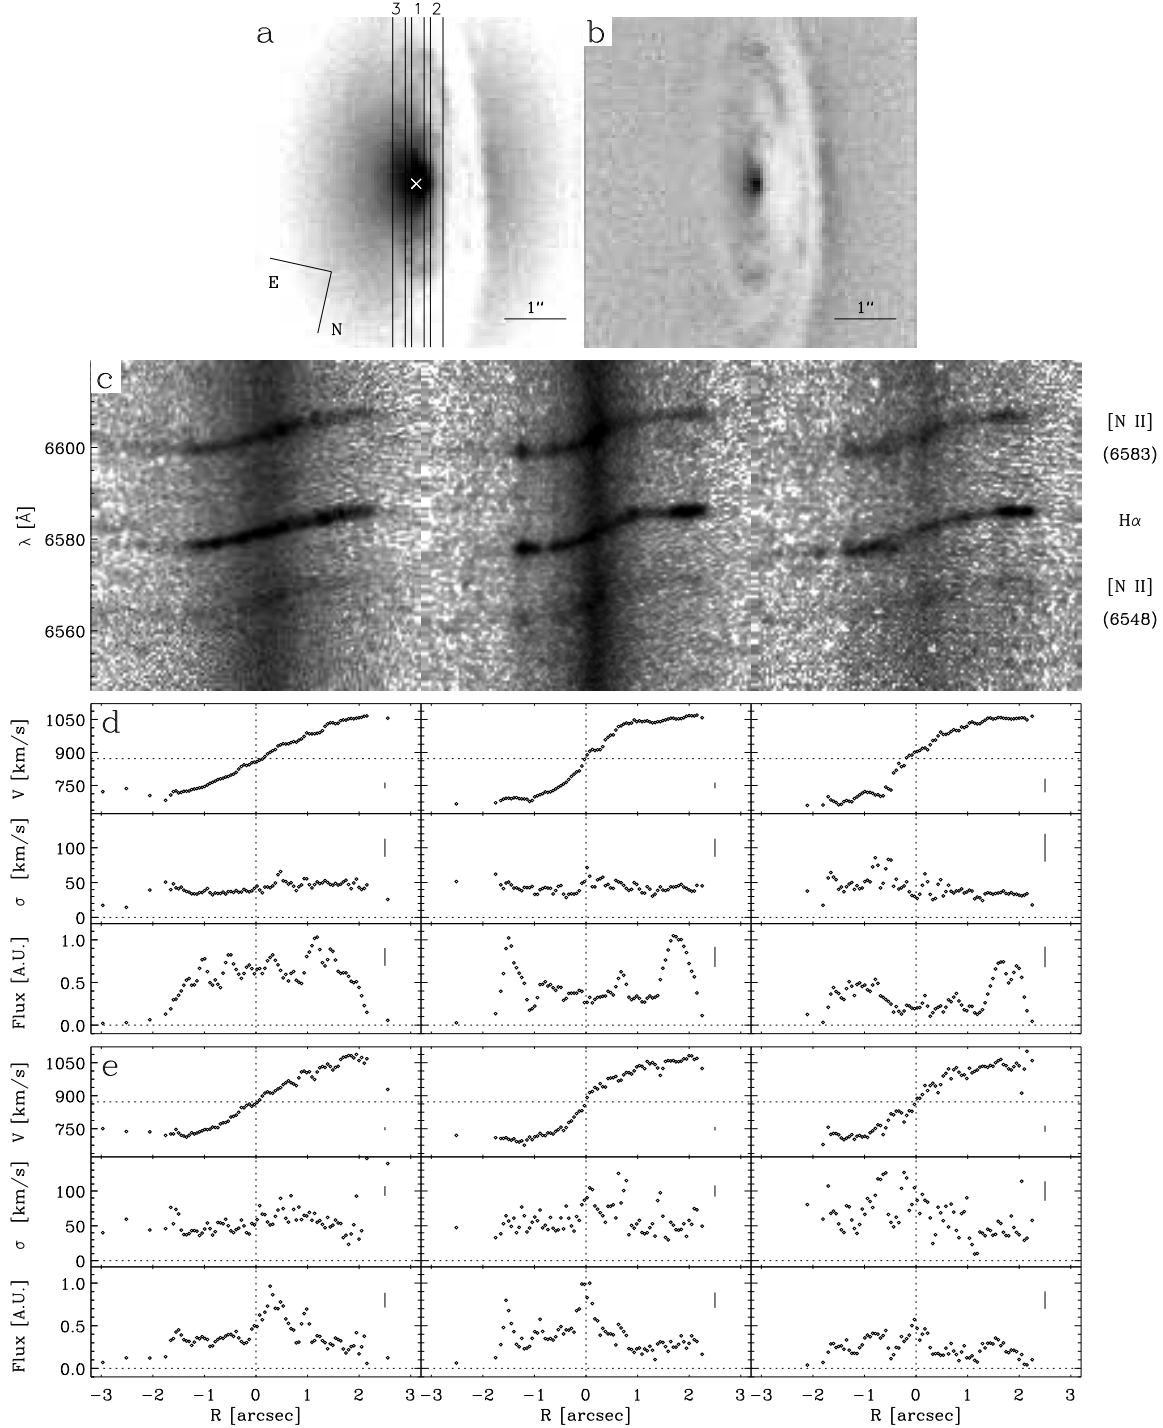 3 1 2
a
b
E
N
1"
1"
c
λ [Å]
6600
6580
6560
[N II]
(6583)
Hα
[N II]
(6548)
d
V [km/s]
1050
900
750
σ [km/s]
100
50
0
Flux [A.U.]
1.0
0.5
0.0
e
V [km/s]
1050
900
750
σ [km/s]
100
50
0
Flux [A.U.]
1.0
0.5
0.0
−3 −2 −1 0 1 2 3 −3 −2 −1 0 1 2 3 −3 −2 −1 0 1 2 3
R [arcsec] R [arcsec] R [arcsec]